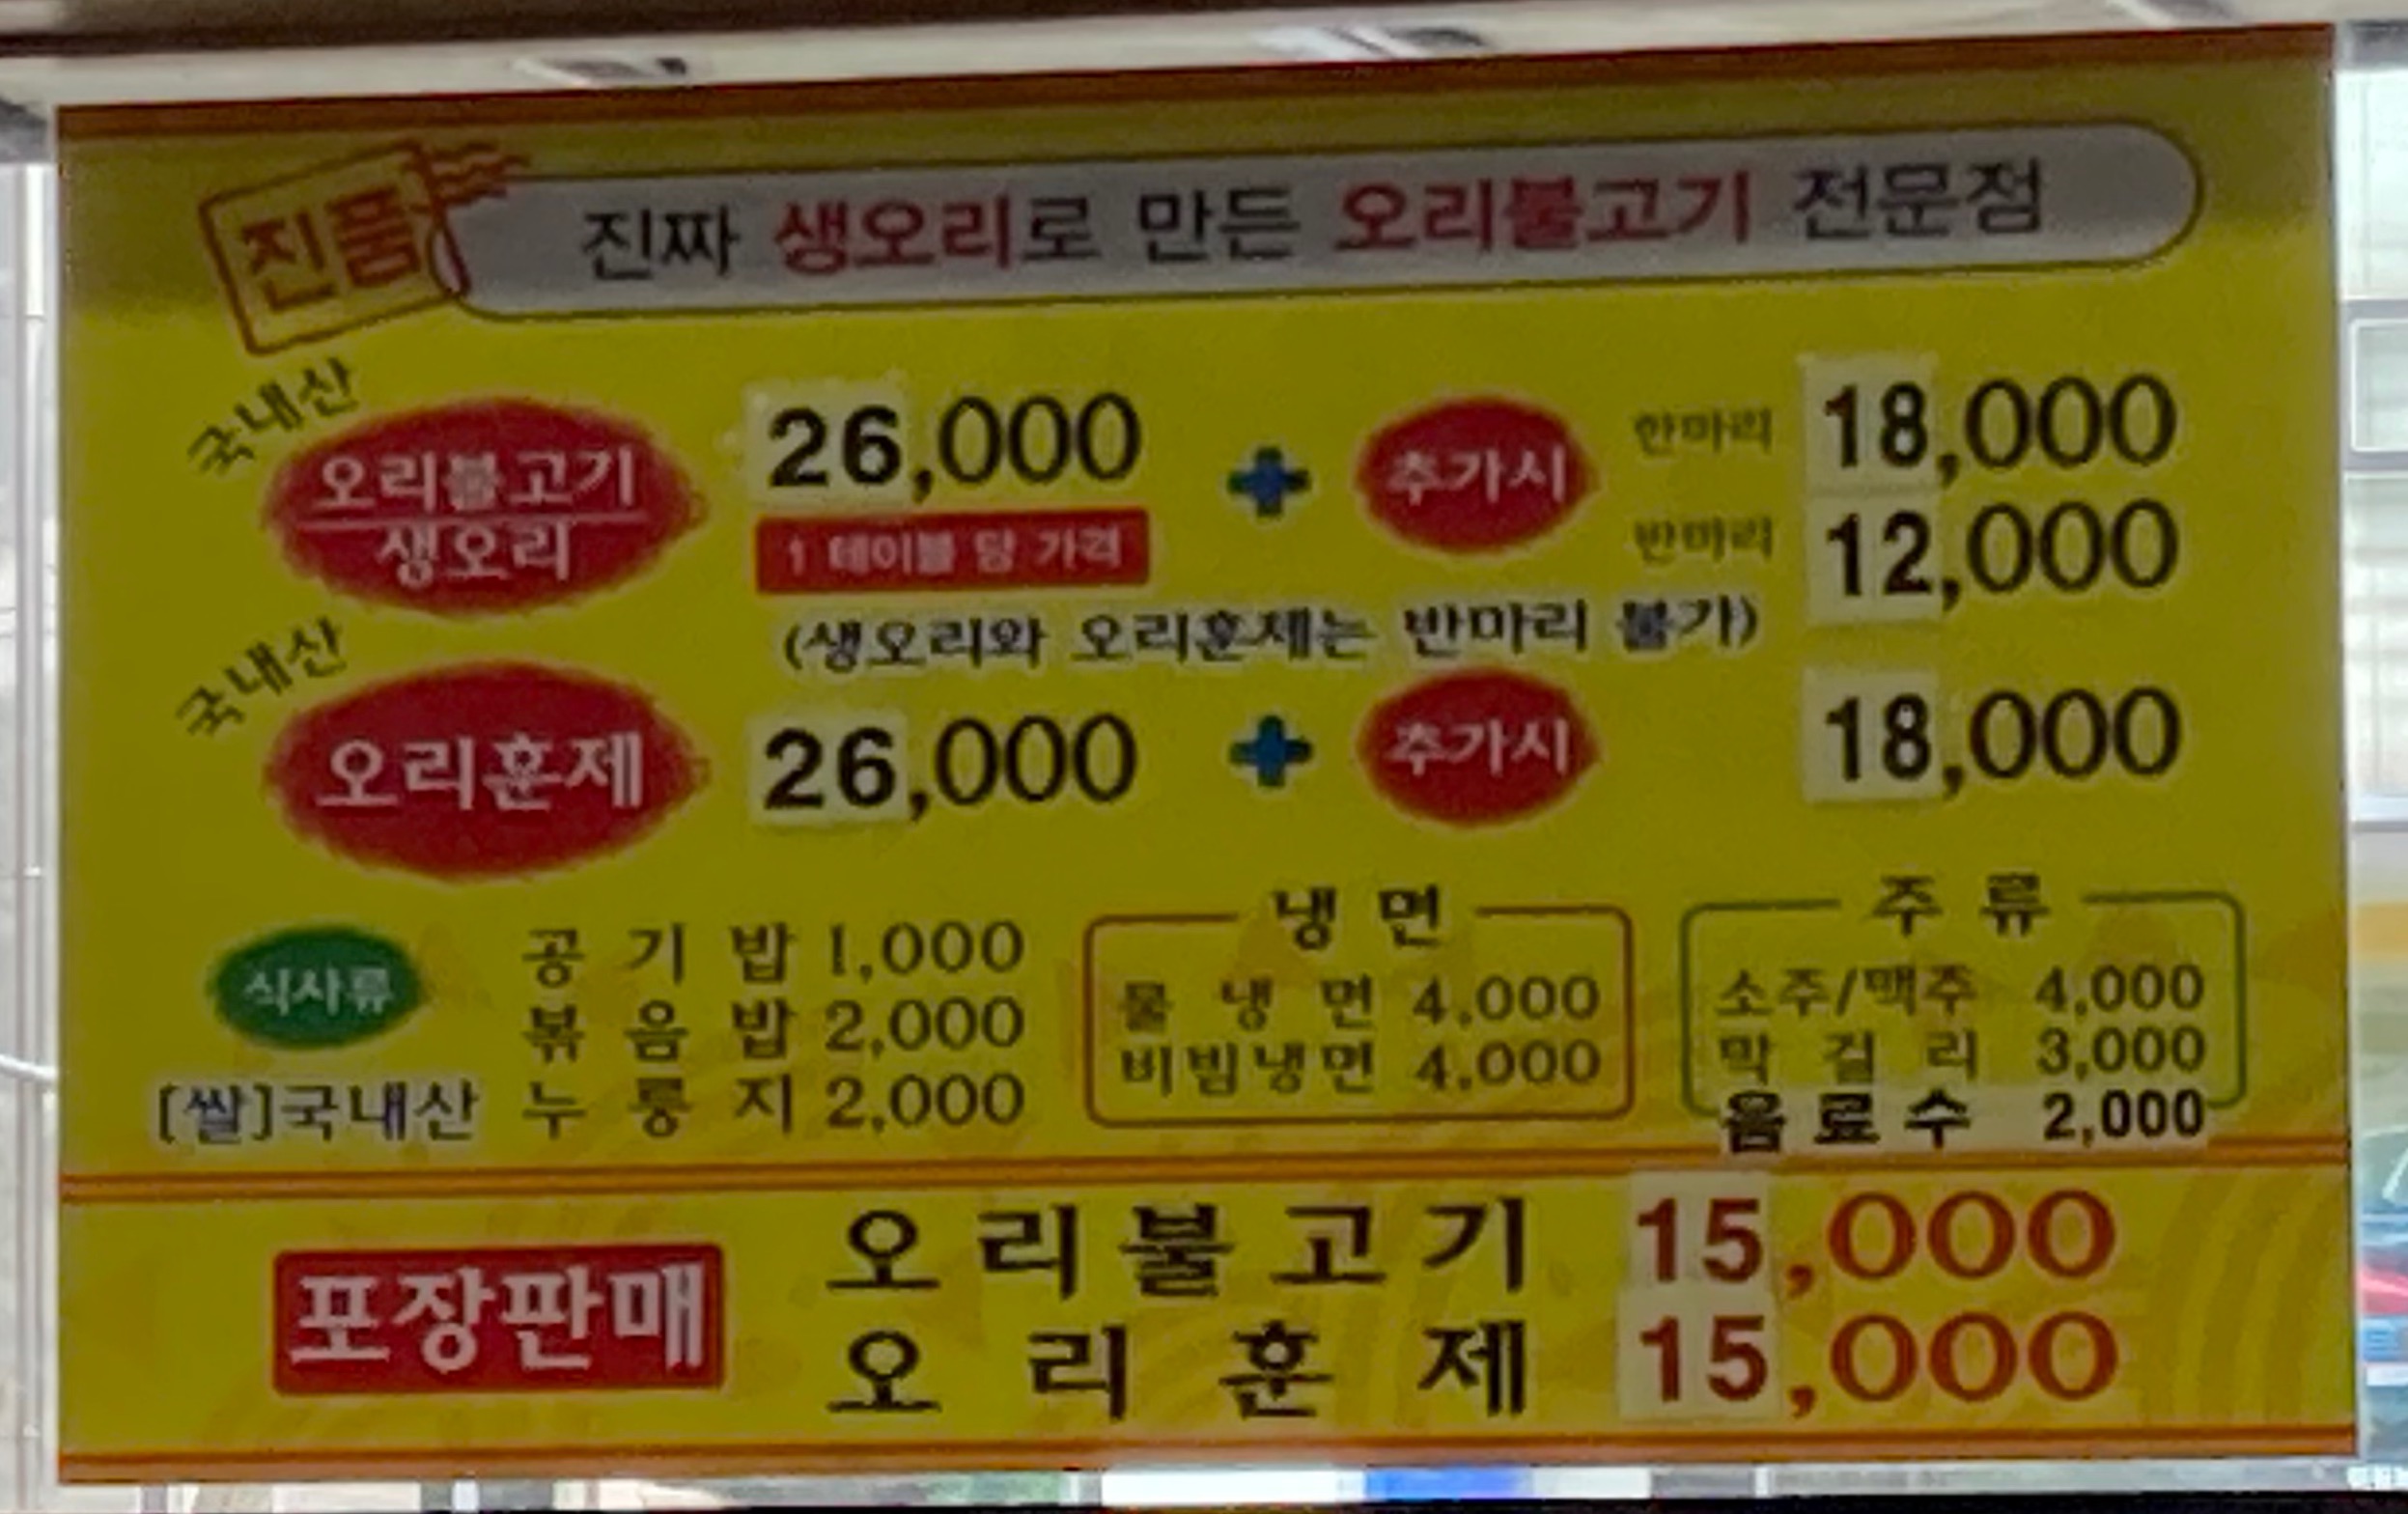 진품
진짜 생오리로 만든 오리불고기 전문점
국내산
오리불고기
생오리
26,000
1 테이블 당 가격
+ 추가시
한마리 18,000
반마리 12,000
(생오리와 오리훈제는 반마리 불가)
국내산
오리훈제 26,000 + 추가시 18,000
식사류
[쌀]국내산
공기밥 1,000
볶음밥 2,000
누룽지 2,000
냉면
물냉면 4,000
비빔냉면 4,000
주류
소주/맥주 4,000
막걸리 3,000
음료수 2,000
포장판매
오리불고기 15,000
오리훈제 15,000